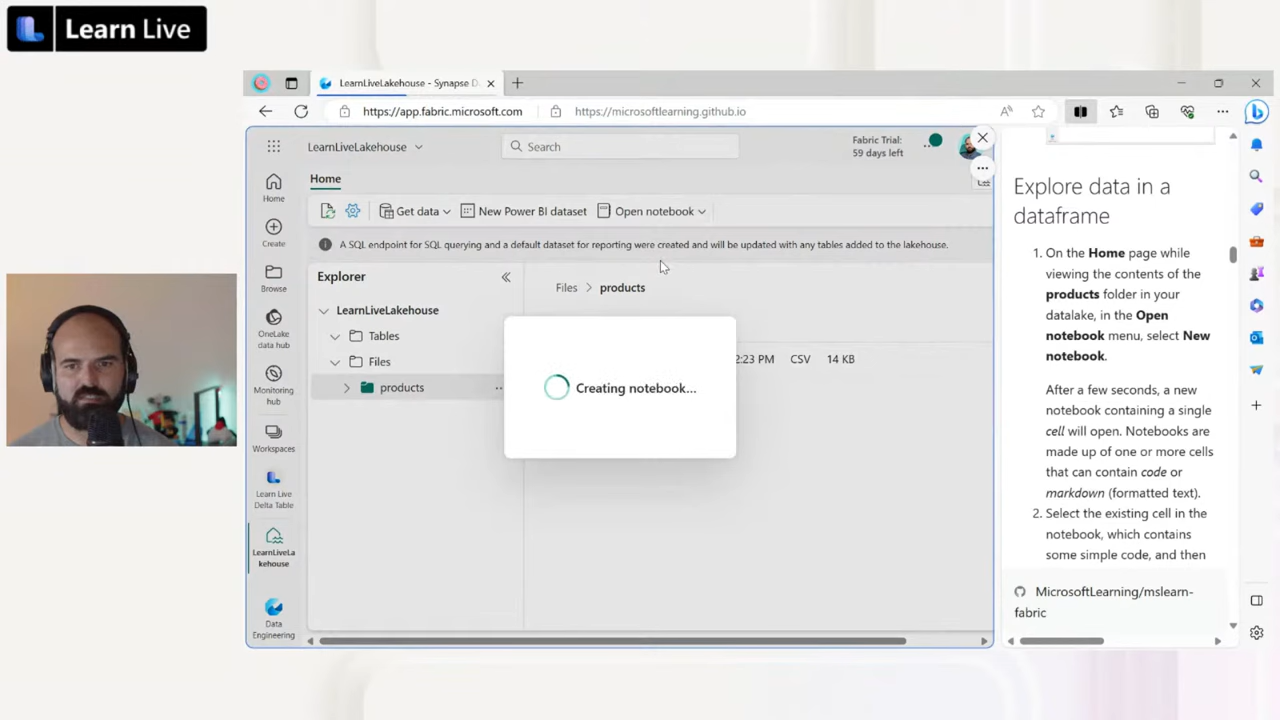 Learn Live
LearnLiveLakehouse - Synapse D
https://app.fabric.microsoft.com
https://microsoftlearning.github.io
LearnLiveLakehouse
Search
Fabric Trial:
59 days left
Home
Get data
New Power BI dataset
Open notebook
A SQL endpoint for SQL querying and a default dataset for reporting were created and will be updated with any tables added to the lakehouse.
Home
Create
Browse
OneLake
data hub
Monitoring
hub
Workspaces
Learn Live
Delta Table
LearnLiveLa
kehouse
Data
Engineering
Explorer
LearnLiveLakehouse
Tables
Files
products
Files > products
2:23 PM CSV 14 KB
Creating notebook...
Explore data in a
dataframe
1. On the Home page while
viewing the contents of the
products folder in your
datalake, in the Open
notebook menu, select New
notebook.
After a few seconds, a new
notebook containing a single
cell will open. Notebooks are
made up of one or more cells
that can contain code or
markdown (formatted text).
2. Select the existing cell in the
notebook, which contains
some simple code, and then
MicrosoftLearning/mslearn-
fabric